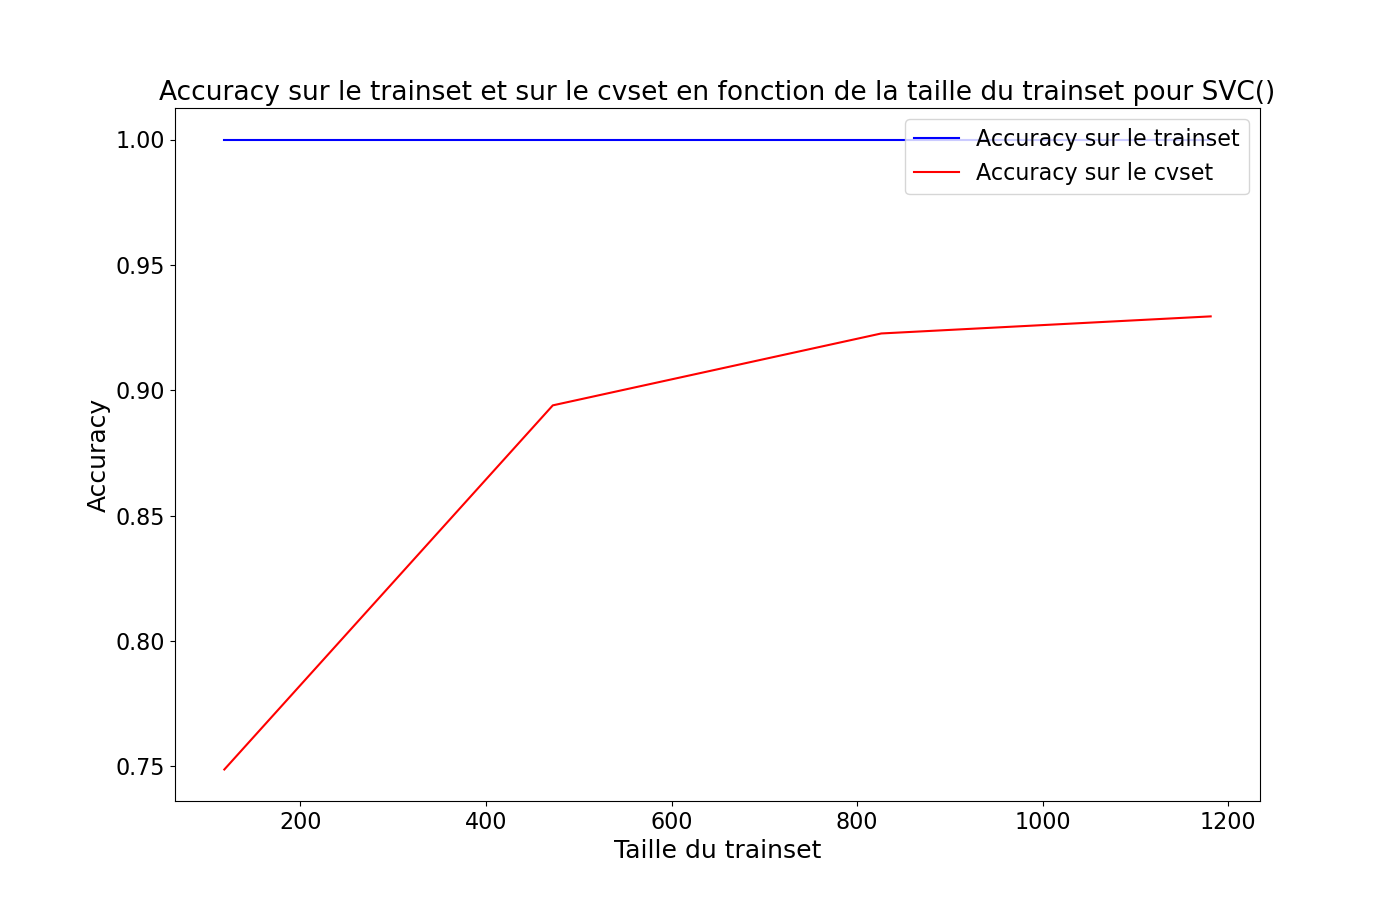 Accuracy sur le trainset et sur le cvset en fonction de la taille du trainset pour SVC()
Accuracy sur le trainset
Accuracy sur le cvset
1.00
0.95
0.90
0.85
0.80
0.75
Accuracy
200 400 600 800 1000 1200
Taille du trainset